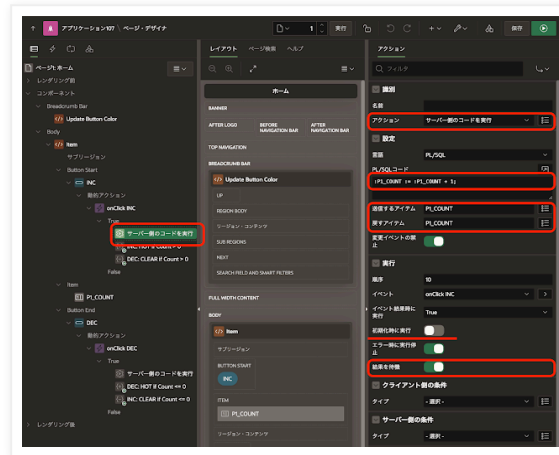 アプリケーション107 \ ページ・デザイナ
1
実行
保存
ページ1: ホーム
レンダリング前
コンポーネント
Breadcrumb Bar
Update Button Color
Body
Item
サブリージョン
Button Start
INC
動的アクション
onClick INC
True
サーバー側のコードを実行
INC: HOT if Count > 0
DEC: CLEAR if Count > 0
False
Item
P1_COUNT
Button End
DEC
動的アクション
onClick DEC
True
サーバー側のコードを実行
DEC: HOT if Count <= 0
INC: CLEAR if Count <= 0
False
レンダリング後
レイアウト ページ検索 ヘルプ
ホーム
BANNER
AFTER LOGO BEFORE NAVIGATION BAR AFTER NAVIGATION BAR
TOP NAVIGATION
BREADCRUMB BAR
Update Button Color
UP
REGION BODY
リージョン・コンテンツ
SUB REGIONS
NEXT
SEARCH FIELD AND SMART FILTERS
FULL WIDTH CONTENT
BODY
Item
サブリージョン
BUTTON START
INC
ITEM
P1_COUNT
リージョン・コンテンツ
アクション
フィルタ
識別
名前
アクション サーバー側のコードを実行
設定
言語 PL/SQL
PL/SQLコード
:P1_COUNT := :P1_COUNT + 1;
送信するアイテム P1_COUNT
戻すアイテム P1_COUNT
変更イベントの禁止
実行
順序 10
イベント onClick INC
イベント結果時に実行 True
初期化時に実行
エラー時に実行停止
結果を待機
クライアント側の条件
タイプ - 選択 -
サーバー側の条件
タイプ - 選択 -